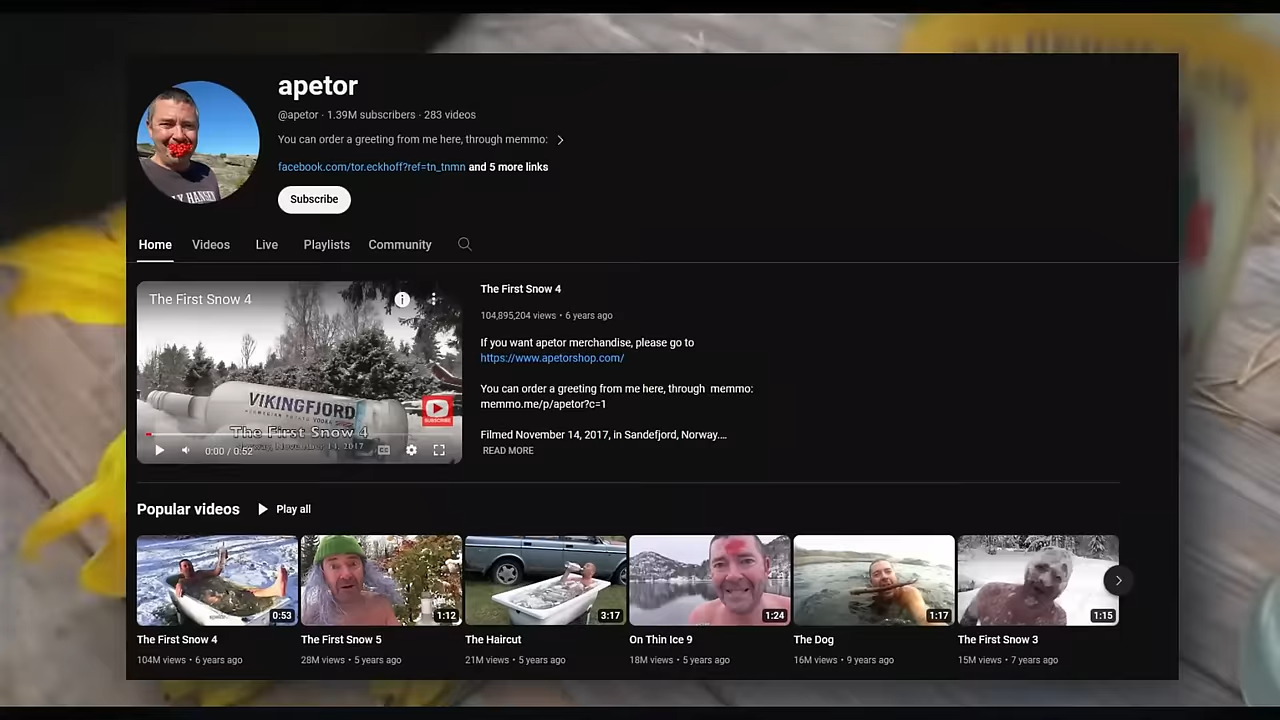 apetor
@apetor · 1.39M subscribers · 283 videos
You can order a greeting from me here, through memmo:
facebook.com/tor.eckhoff?ref=tn_tnmn and 5 more links
Subscribe
Home Videos Live Playlists Community
The First Snow 4
VIKINGFJORD
SUBSCRIBE
The First Snow 4
Norway, November 14, 2017
0:00 / 0:52
The First Snow 4
104,895,204 views • 6 years ago
If you want apetor merchandise, please go to
https://www.apetorshop.com/
You can order a greeting from me here, through memmo:
memmo.me/p/apetor?c=1
Filmed November 14, 2017, in Sandefjord, Norway....
READ MORE
Popular videos Play all
0:53 1:12 3:17 1:24 1:17 1:15
The First Snow 4 The First Snow 5 The Haircut On Thin Ice 9 The Dog The First Snow 3
104M views • 6 years ago 28M views • 5 years ago 21M views • 5 years ago 18M views • 5 years ago 16M views • 9 years ago 15M views • 7 years ago